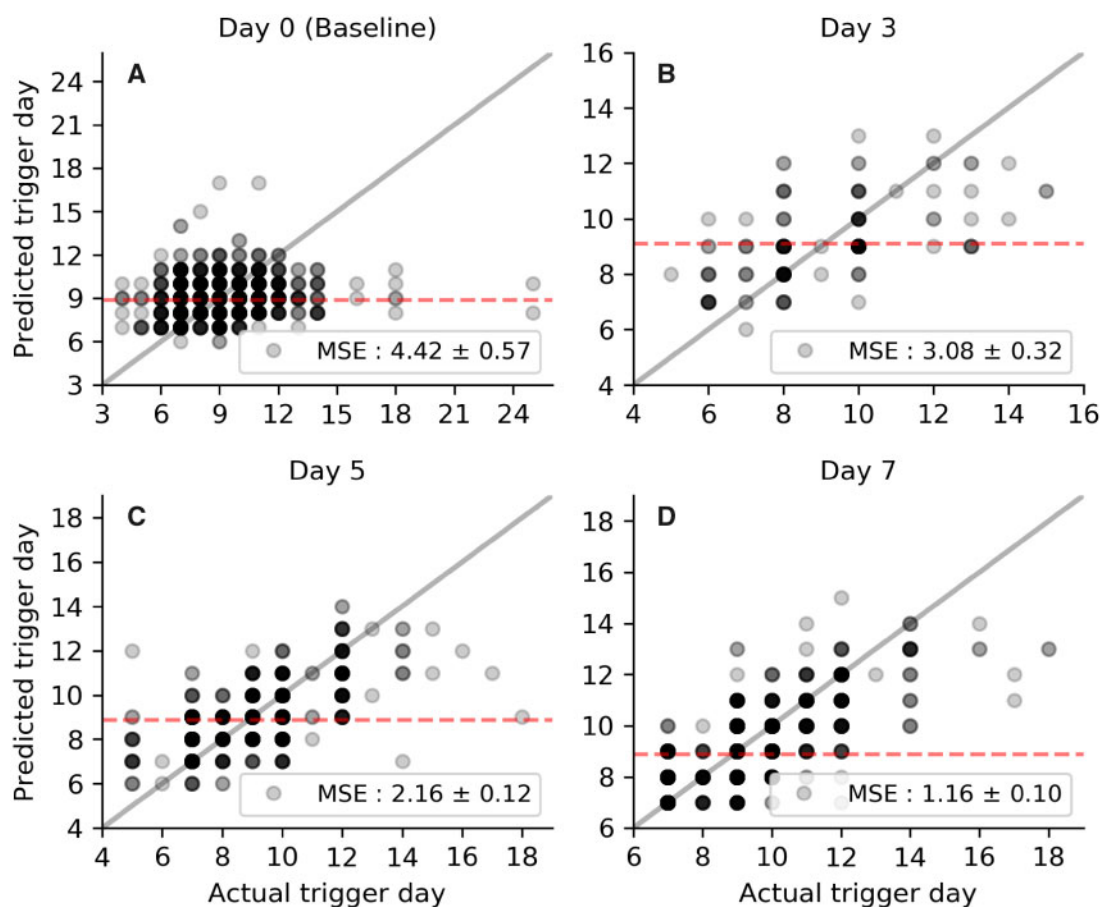 Day 0 (Baseline)
Day 3
A
B
Predicted trigger day
24
21
18
15
12
9
6
3
16
14
12
10
8
6
4
MSE : 4.42 ± 0.57
MSE : 3.08 ± 0.32
3 6 9 12 15 18 21 24
4 6 8 10 12 14 16
Day 5
Day 7
C
D
Predicted trigger day
18
16
14
12
10
8
6
4
18
16
14
12
10
8
6
MSE : 2.16 ± 0.12
MSE : 1.16 ± 0.10
4 6 8 10 12 14 16 18
6 8 10 12 14 16 18
Actual trigger day
Actual trigger day